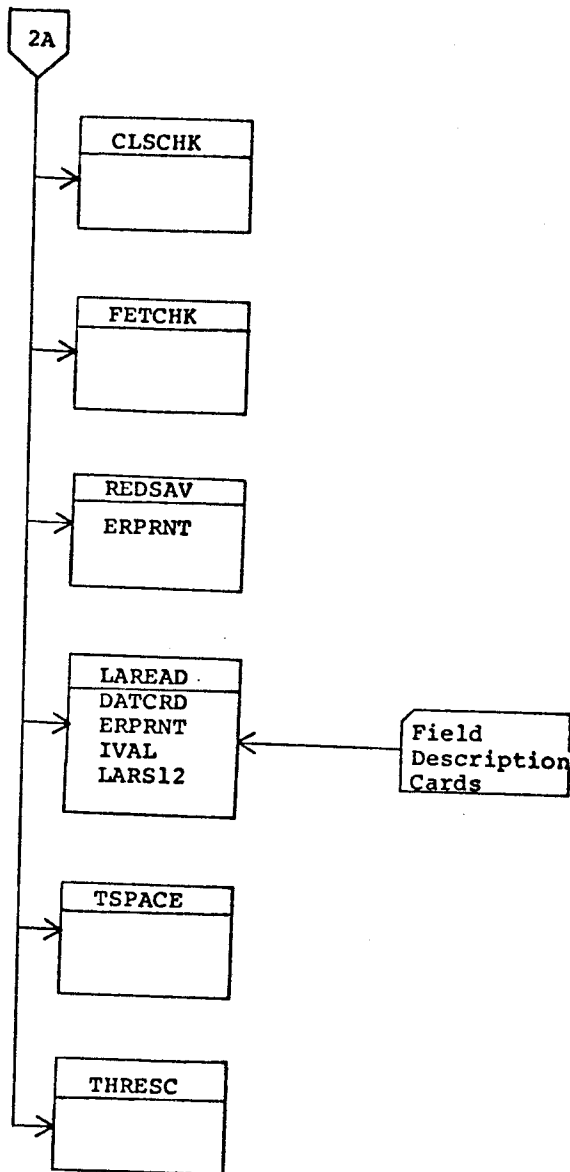 2A
CLSCHK
FETCHK
REDSAV
ERPRNT
LAREAD
DATCRD
ERPRNT
IVAL
LARS12
Field
Description
Cards
TSPACE
THRESC